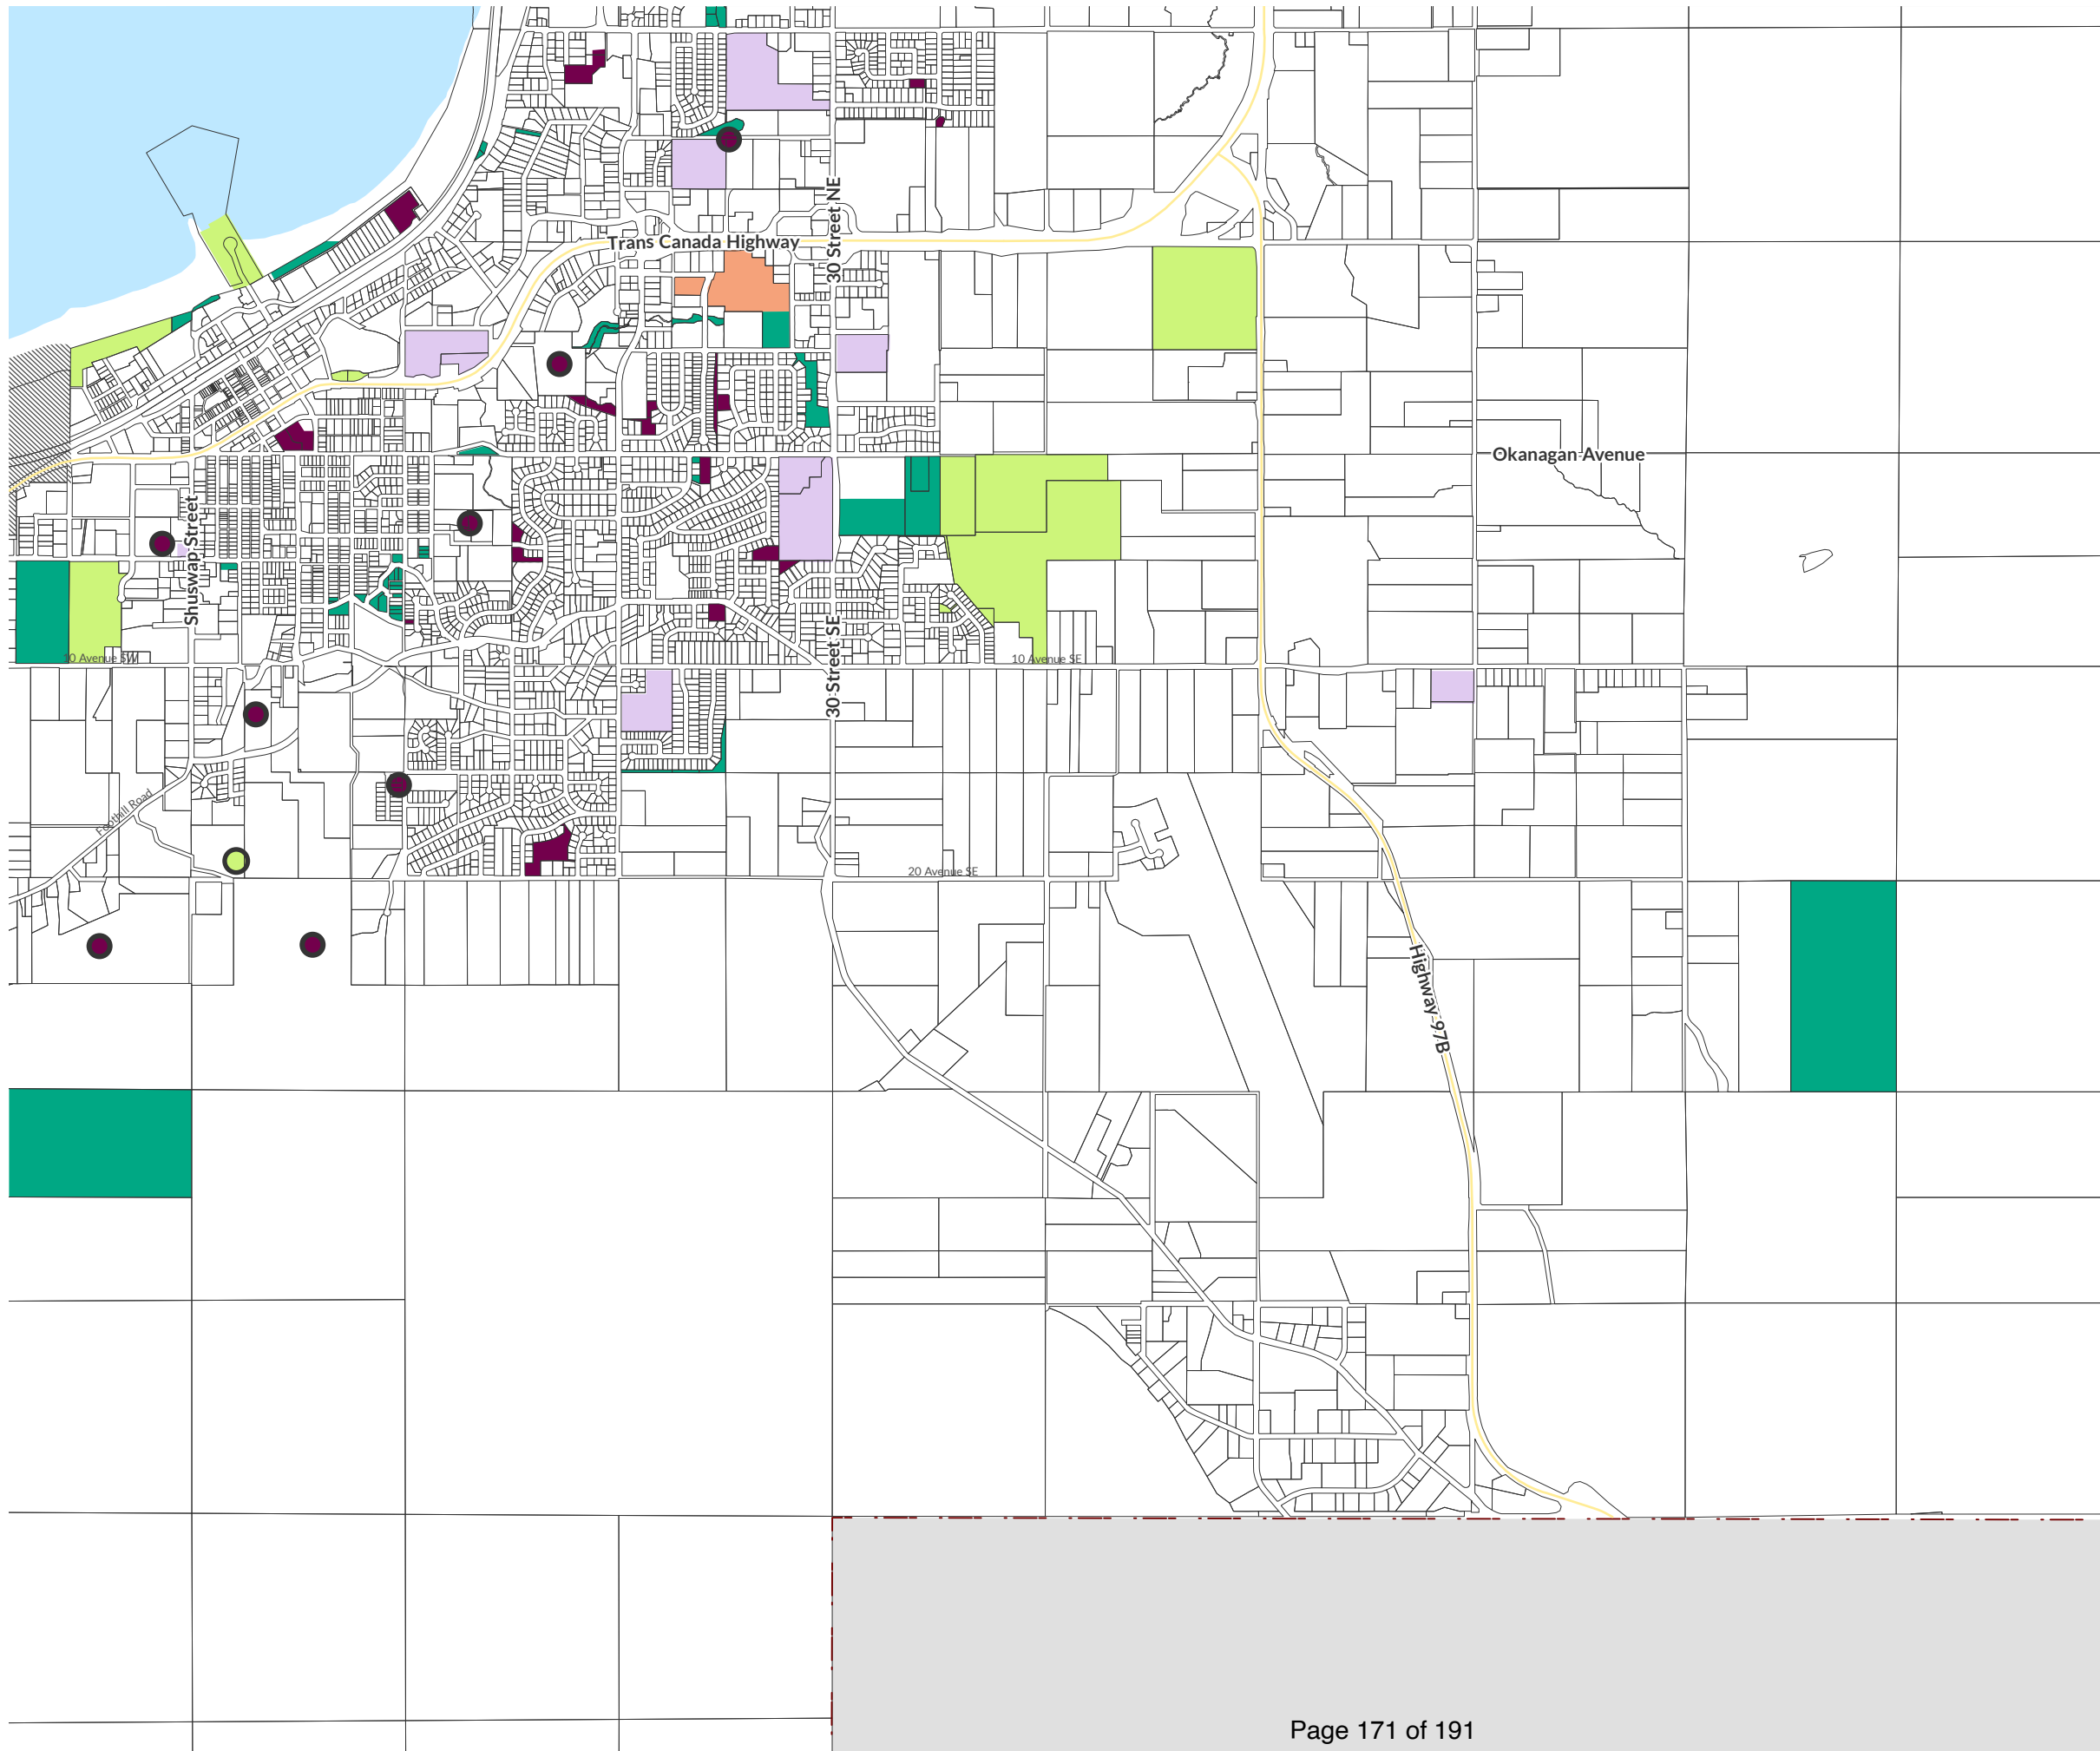 30 Street NE
Trans Canada Highway
Okanagan Avenue
Shuswap Street
30 Street SE
10 Avenue SW
10 Avenue SE
Foothill Road
20 Avenue SE
Highway 97B
Page 171 of 191